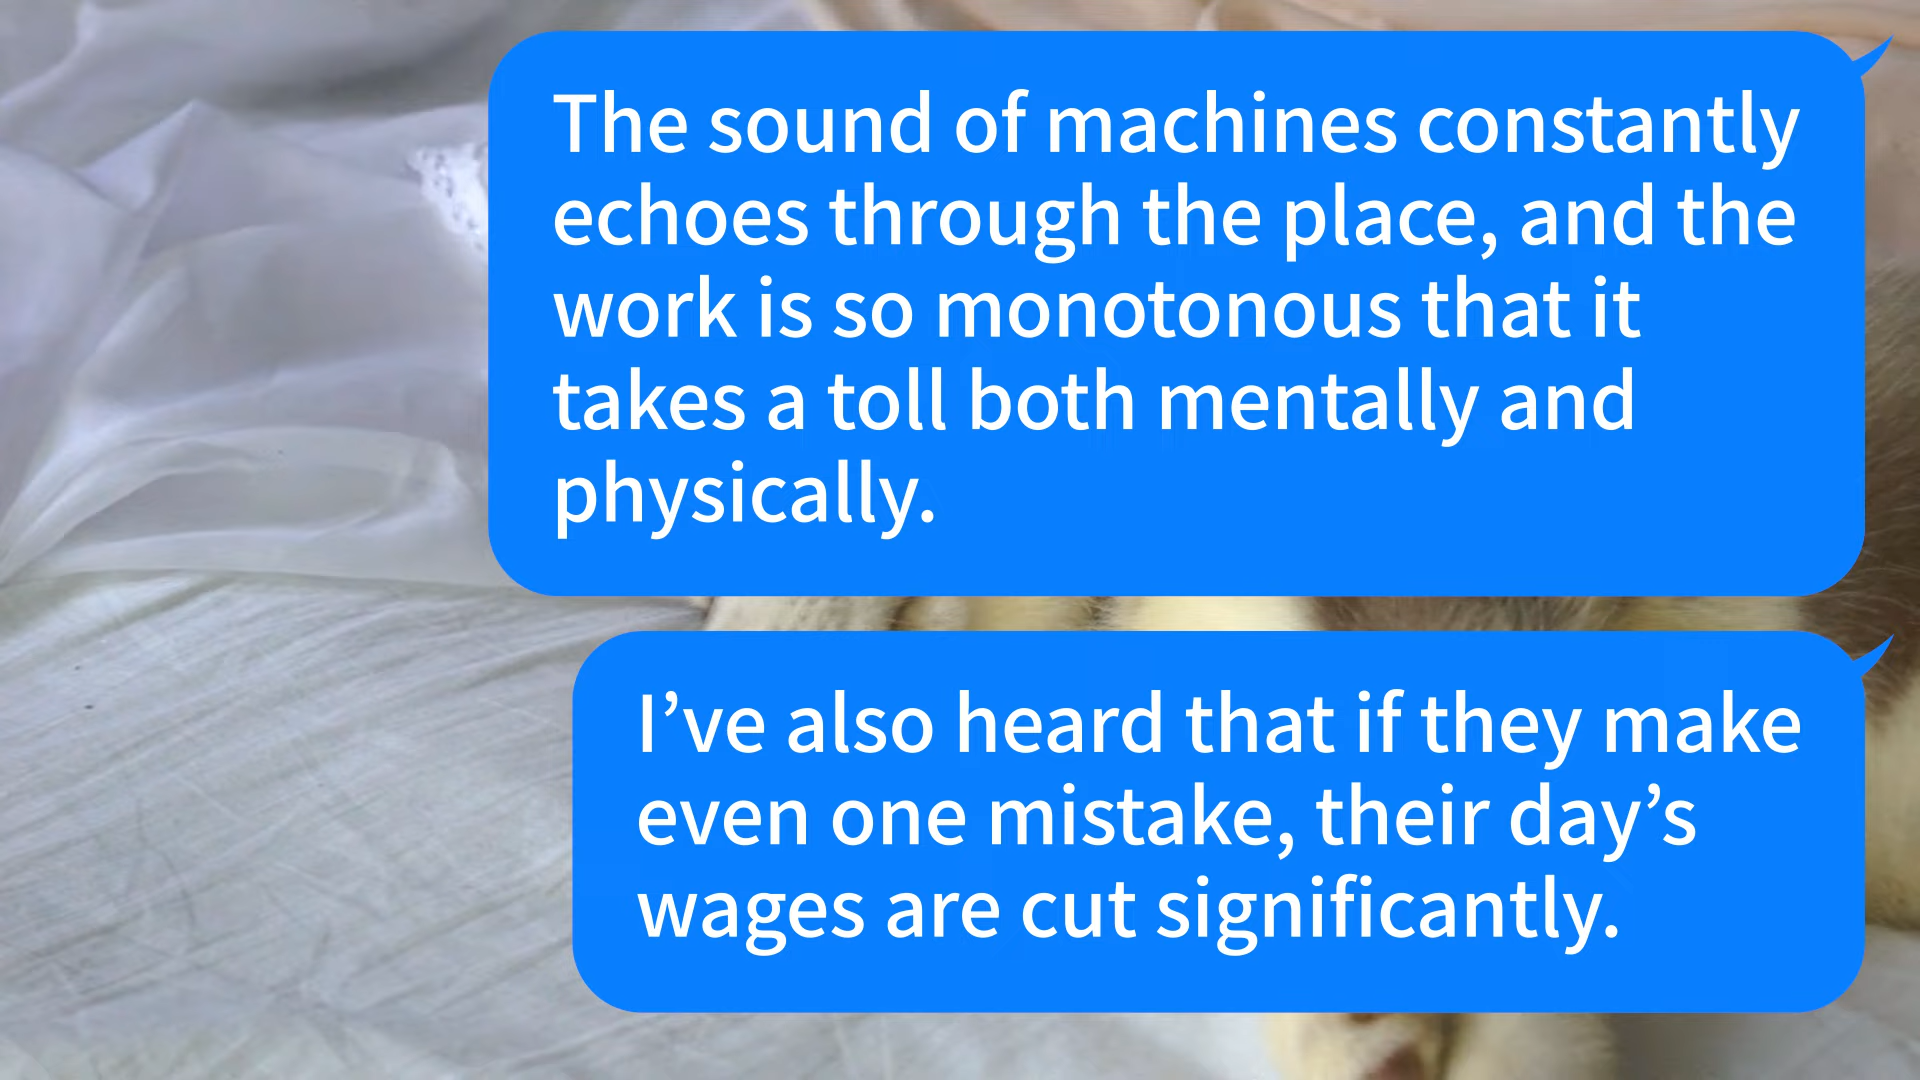 The sound of machines constantly
echoes through the place, and the
work is so monotonous that it
takes a toll both mentally and
physically.
I’ve also heard that if they make
even one mistake, their day’s
wages are cut significantly.